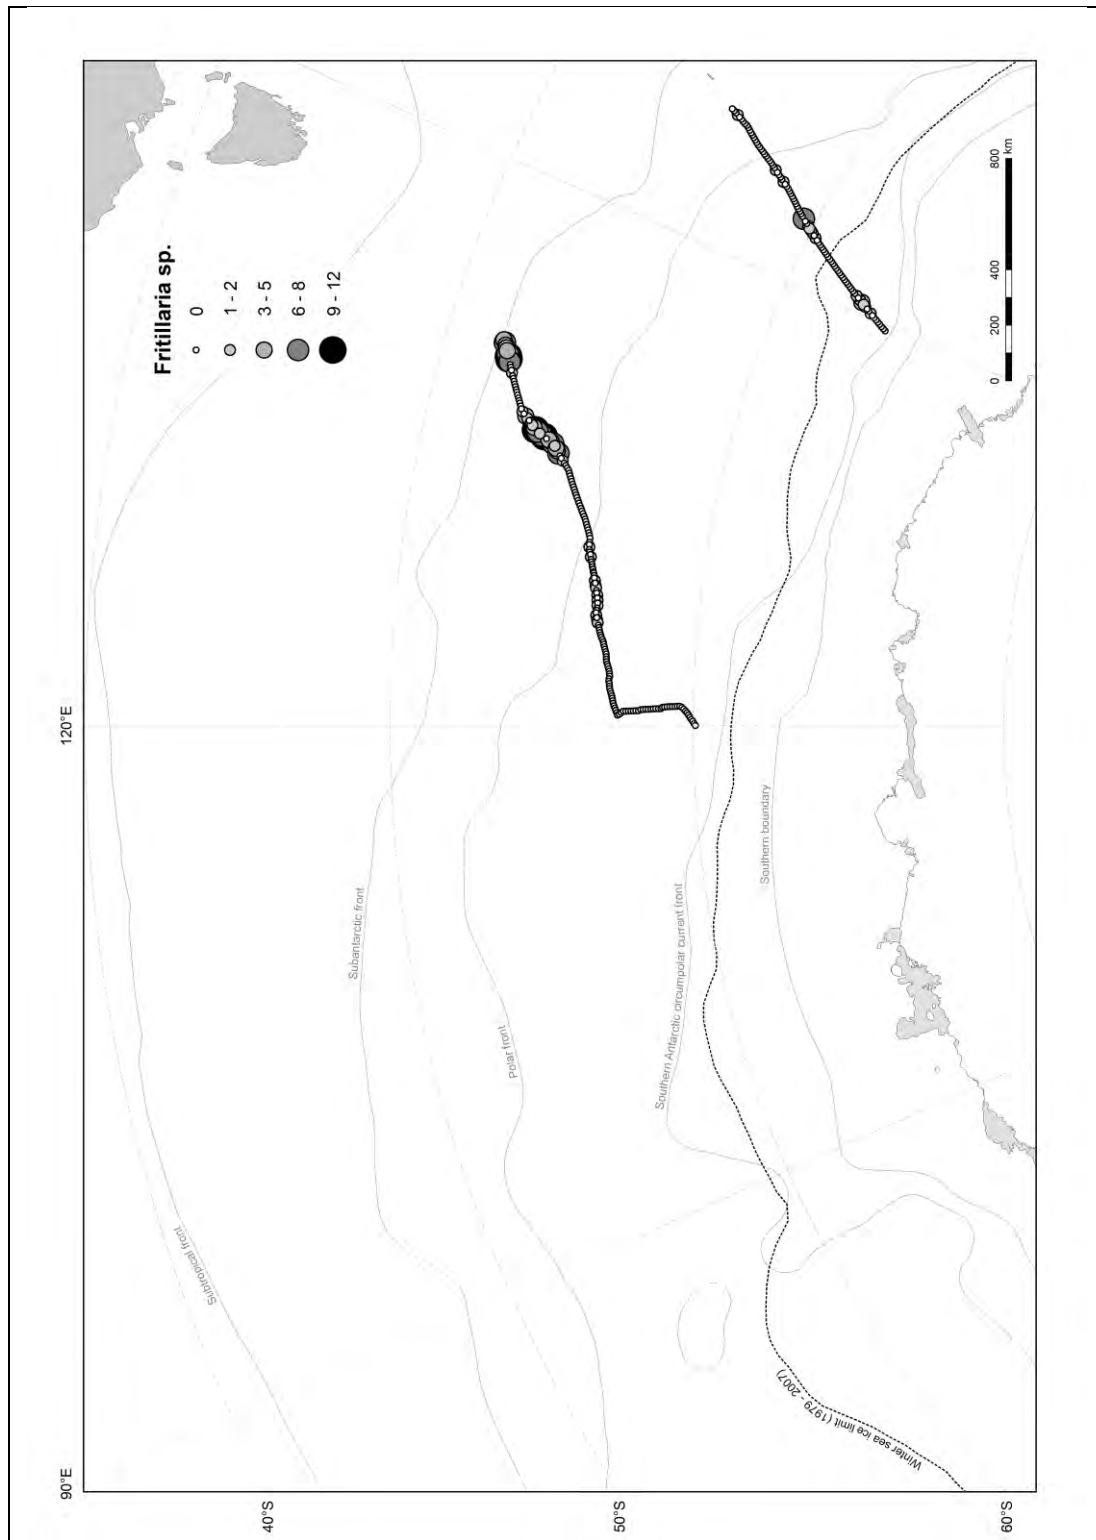 Fritillaria sp.
0
1 - 2
3 - 5
6 - 8
9 - 12
0
200
400
800
km
120°E
90°E
40°S
50°S
60°S
Subtropical front
Subantarctic front
Polar front
Southern Antarctic circumpolar current front
Southern boundary
Winter sea ice limit (1979 - 2007)